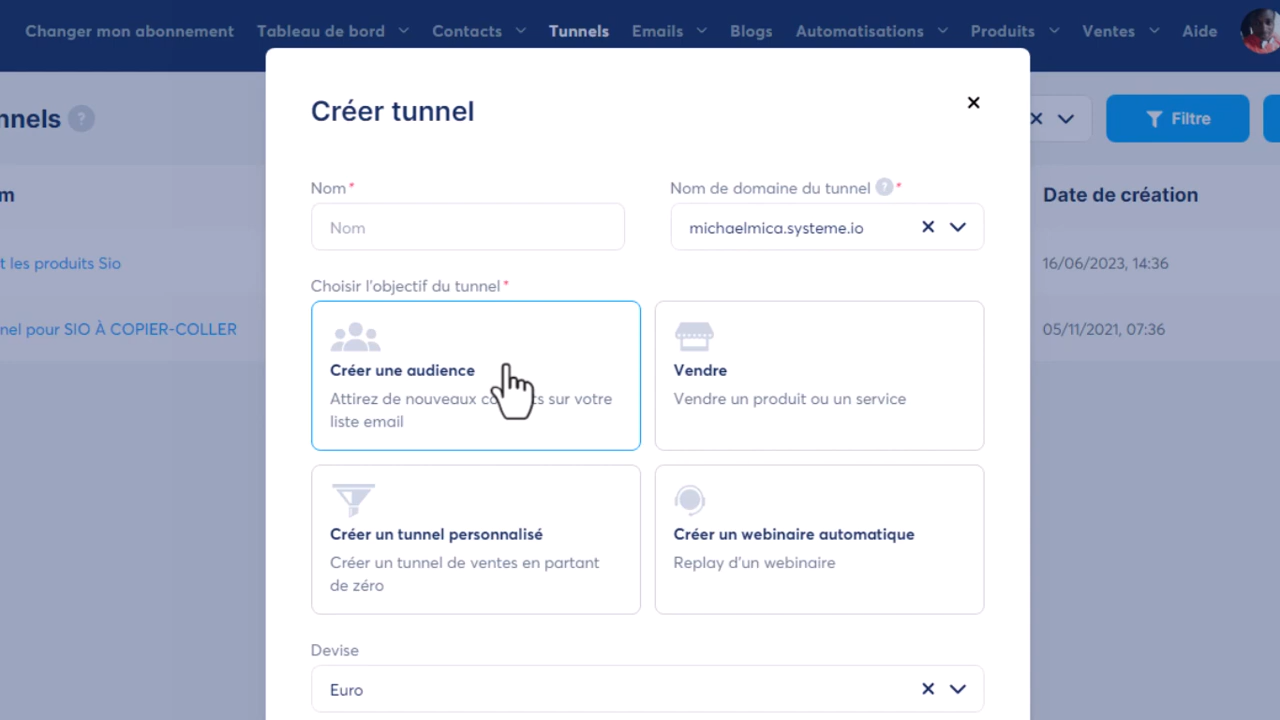 Changer mon abonnement Tableau de bord Contacts Tunnels Emails Blogs Automatisations Produits Ventes Aide
Créer tunnel
nnels ?
Filtre
Nom*
Nom de domaine du tunnel ? *
m
Date de création
Nom
michaelmica.systeme.io
t les produits Sio
16/06/2023, 14:36
Choisir l'objectif du tunnel*
nel pour SIO À COPIER-COLLER
05/11/2021, 07:36
Créer une audience
Attirez de nouveaux sur votre
liste email
Vendre
Vendre un produit ou un service
Créer un tunnel personnalisé
Créer un tunnel de ventes en partant
de zéro
Créer un webinaire automatique
Replay d'un webinaire
Devise
Euro